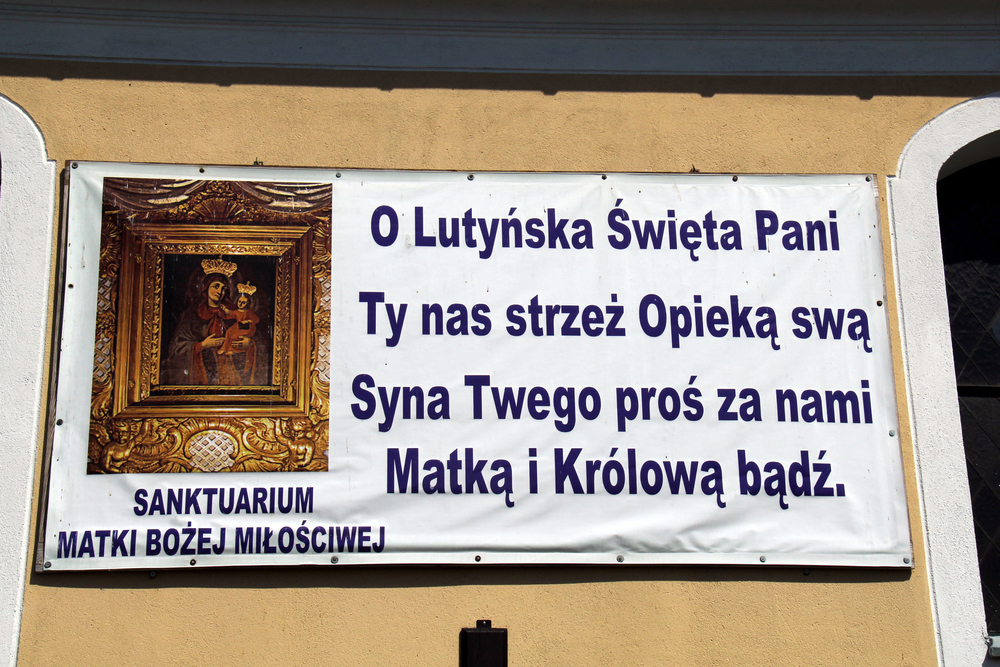 O Lutyńska Święta Pani
Ty nas strzeż Opieką swą
Syna Twego proś za nami
Matką i Królową bądź.
SANKTUARIUM
MATKI BOŻEJ MIŁOŚCIWEJ